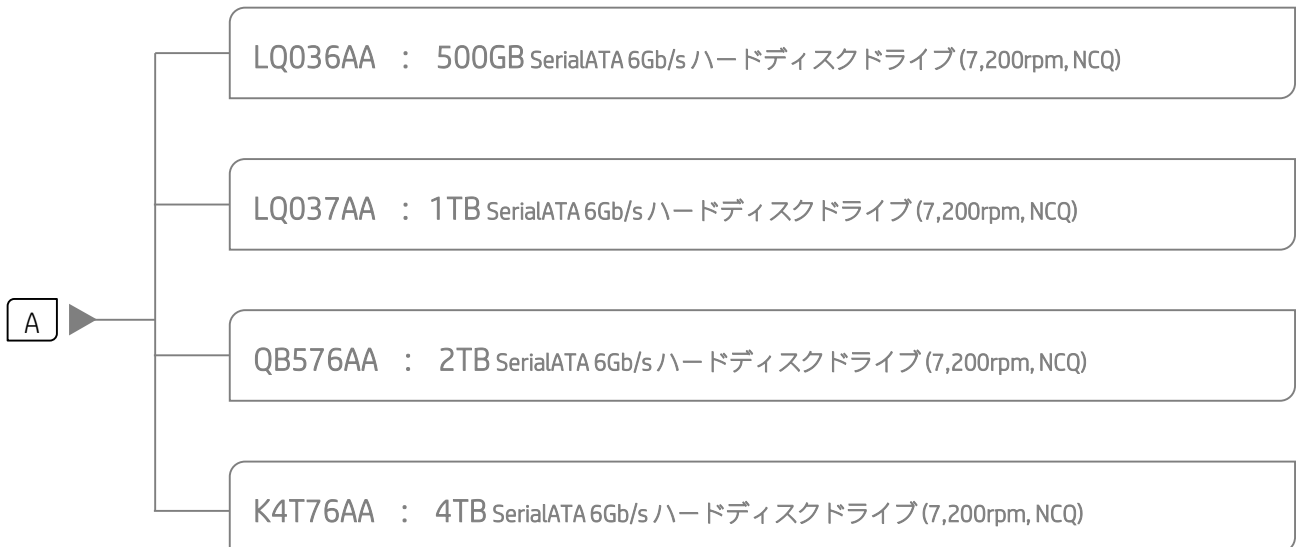 LQ036AA : 500GB SerialATA 6Gb/s ハードディスクドライブ (7,200rpm, NCQ)
LQ037AA : 1TB SerialATA 6Gb/s ハードディスクドライブ (7,200rpm, NCQ)
A
QB576AA : 2TB SerialATA 6Gb/s ハードディスクドライブ (7,200rpm, NCQ)
K4T76AA : 4TB SerialATA 6Gb/s ハードディスクドライブ (7,200rpm, NCQ)